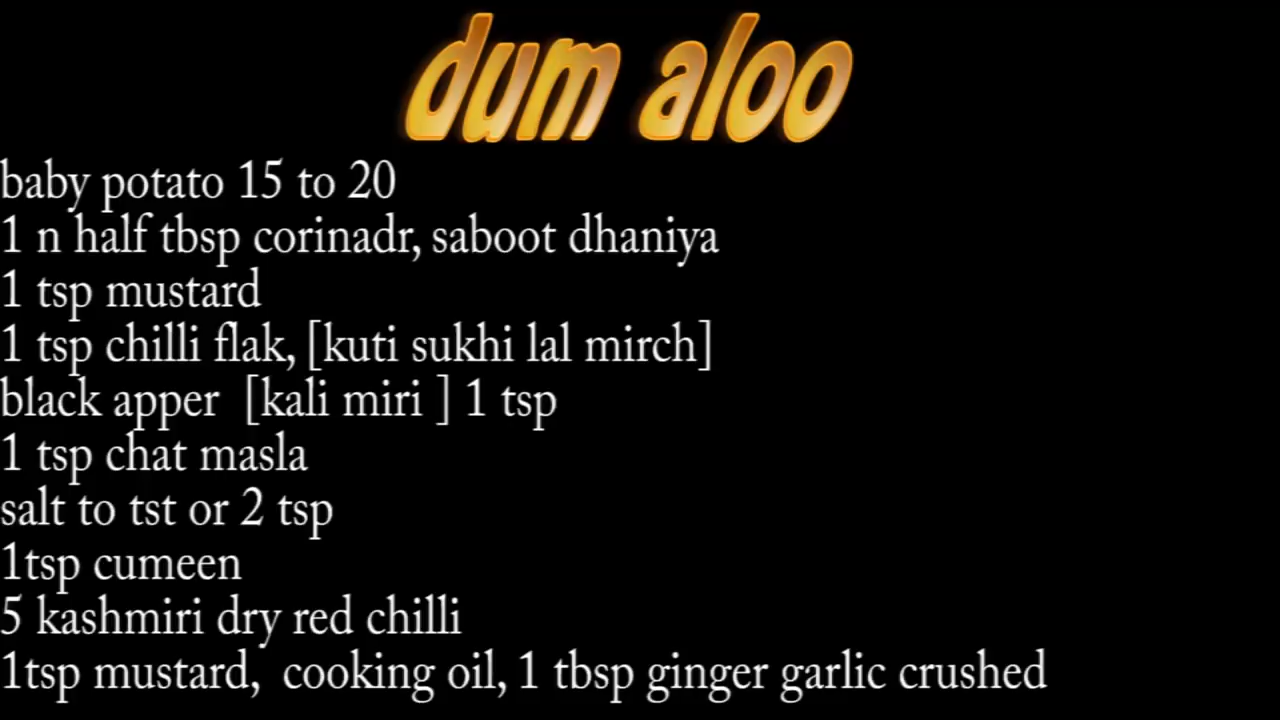 dum aloo
baby potato 15 to 20
1 n half tbsp corinadr, saboot dhaniya
1 tsp mustard
1 tsp chilli flak, [kuti sukhi lal mirch]
black apper  [kali miri ] 1 tsp
1 tsp chat masla
salt to tst or 2 tsp
1tsp cumeen
5 kashmiri dry red chilli
1tsp mustard,  cooking oil, 1 tbsp ginger garlic crushed